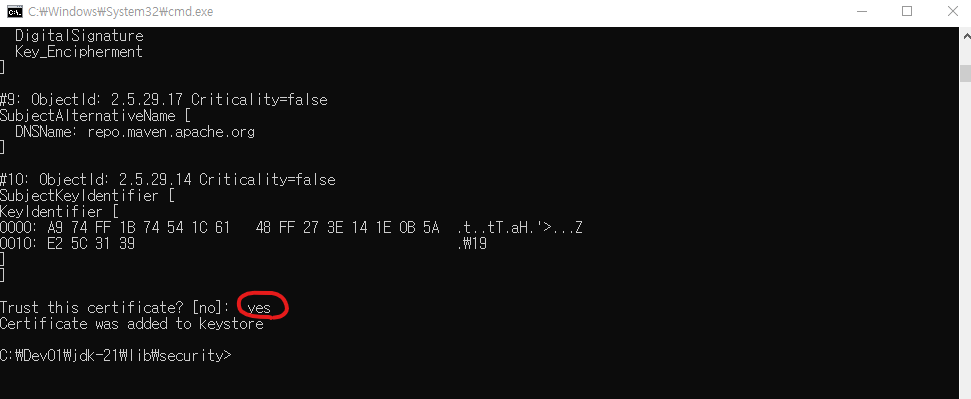 C:₩Windows₩System32₩cmd.exe
DigitalSignature
Key_Encipherment
]
#9: ObjectId: 2.5.29.17 Criticality=false
SubjectAlternativeName [
DNSName: repo.maven.apache.org
]
#10: ObjectId: 2.5.29.14 Criticality=false
SubjectKeyIdentifier [
KeyIdentifier [
0000: A9 74 FF 1B 74 54 1C 61   48 FF 27 3E 14 1E 0B 5A  .t..tT.aH.'>...Z
0010: E2 5C 31 39                                        .₩19
]
]
Trust this certificate? [no]:  yes
Certificate was added to keystore
C:₩Dev01₩jdk-21₩lib₩security>